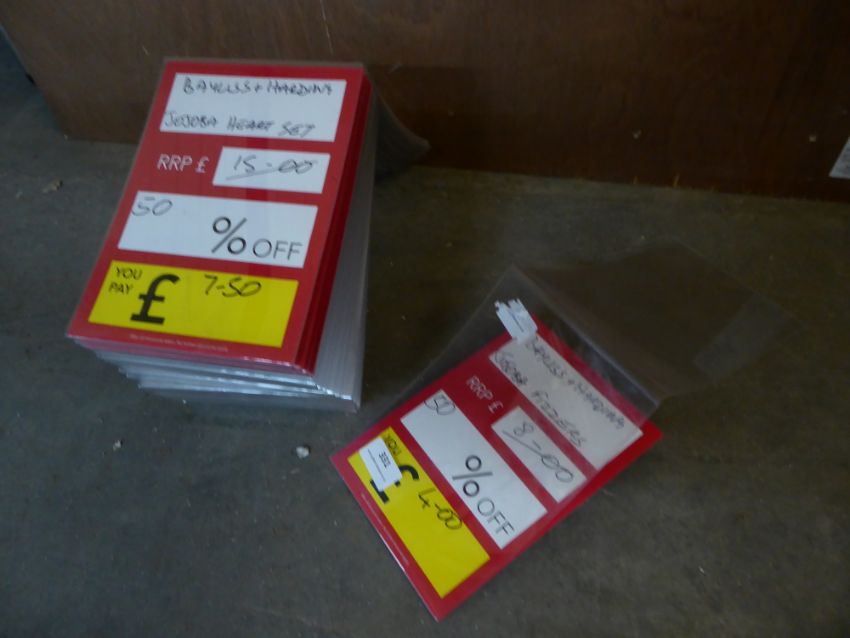 BAYLISS + HARDING
JOJOBA HEART SET
RRP £ 15-00
50
% OFF
YOU
PAY
£ 7-50
BAYLISS + HARDING
JOJOBA FIZZERS
RRP £
8-00
50
% OFF
YOU
£ 4-00
331